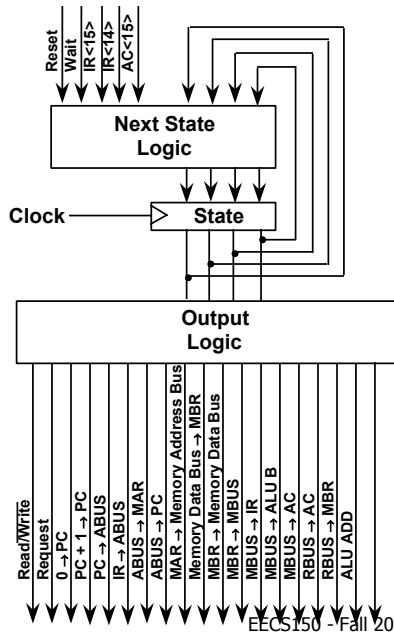 Reset
Wait
IR<15>
IR<14>
AC<15>
Next State
Logic
Clock
State
Output
Logic
Read/Write
Request
0 → PC
PC + 1 → PC
PC → ABUS
IR → ABUS
ABUS → MAR
ABUS → PC
MAR → Memory Address Bus
Memory Data Bus → MBR
MBR → Memory Data Bus
MBR → MBUS
MBUS → IR
MBUS → ALU B
MBUS → AC
RBUS → AC
RBUS → MBR
ALU ADD
EECS150 - Fall 20